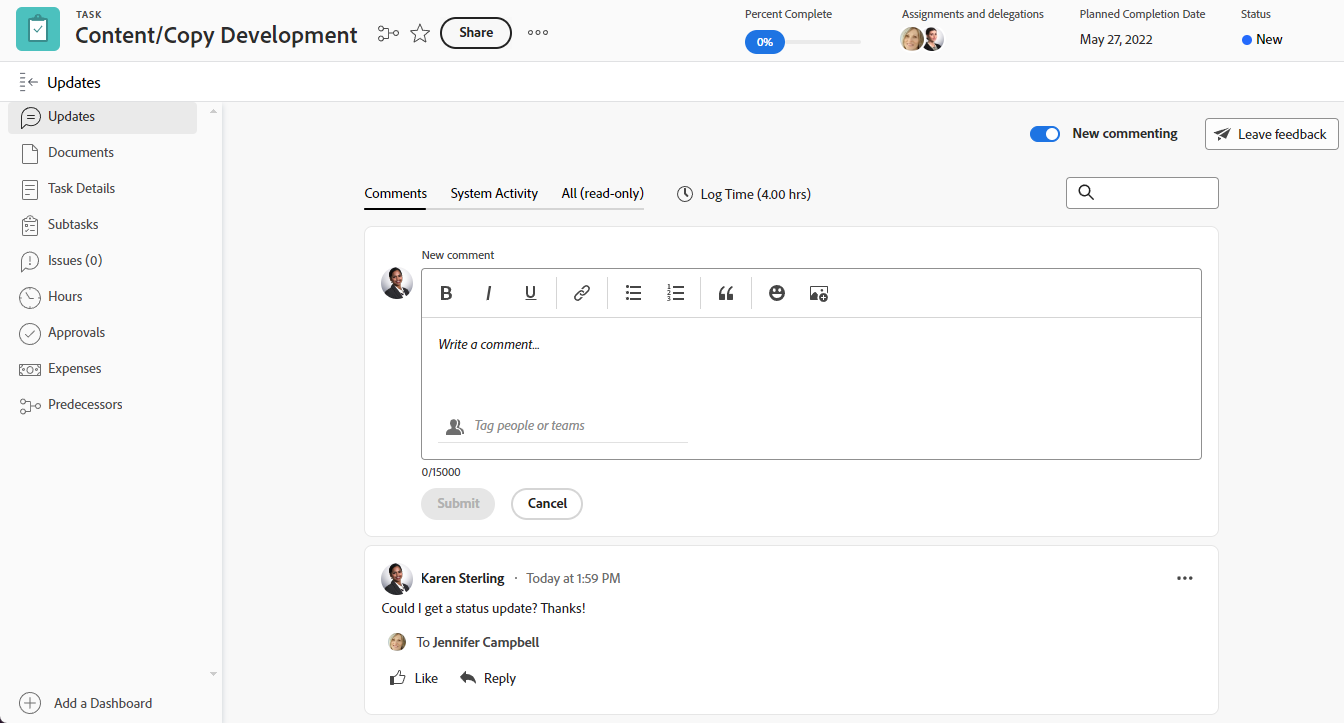 TASK
Content/Copy Development
Share
Percent Complete
0%
Assignments and delegations
Planned Completion Date
May 27, 2022
Status
New
Updates
Updates
Documents
Task Details
Subtasks
Issues (0)
Hours
Approvals
Expenses
Predecessors
Add a Dashboard
New commenting
Leave feedback
Comments
System Activity
All (read-only)
Log Time (4.00 hrs)
New comment
B I U
1
2
3
Write a comment...
Tag people or teams
0/15000
Submit
Cancel
Karen Sterling · Today at 1:59 PM
Could I get a status update? Thanks!
To Jennifer Campbell
Like
Reply